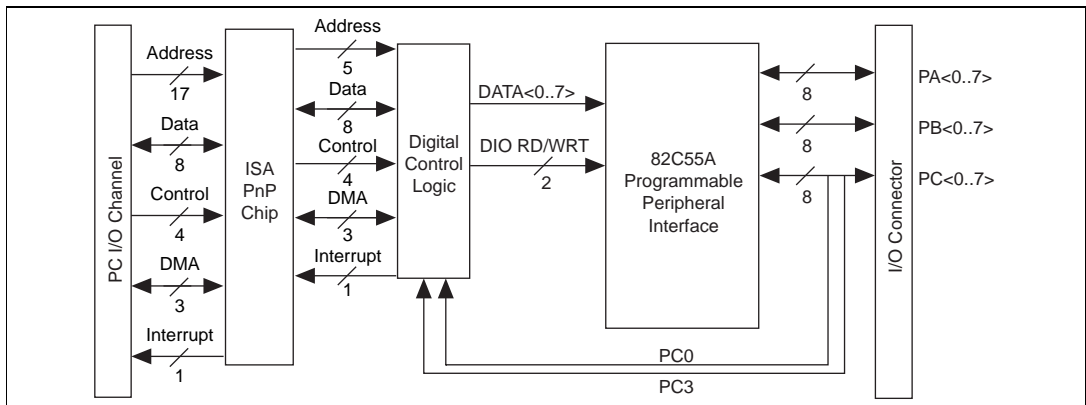 PC I/O Channel
Address
17
Data
8
Control
4
DMA
3
Interrupt
1
ISA
PnP
Chip
Address
5
Data
8
Control
4
DMA
3
Interrupt
1
Digital
Control
Logic
DATA<0..7>
DIO RD/WRT
2
82C55A
Programmable
Peripheral
Interface
8
8
8
PC0
PC3
I/O Connector
PA<0..7>
PB<0..7>
PC<0..7>